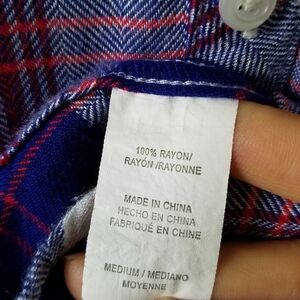 100% RAYON/
RAYÓN /RAYONNE
MADE IN CHINA
HECHO EN CHINA
FABRIQUÉ EN CHINE
MEDIUM / MEDIANO
MOYENNE